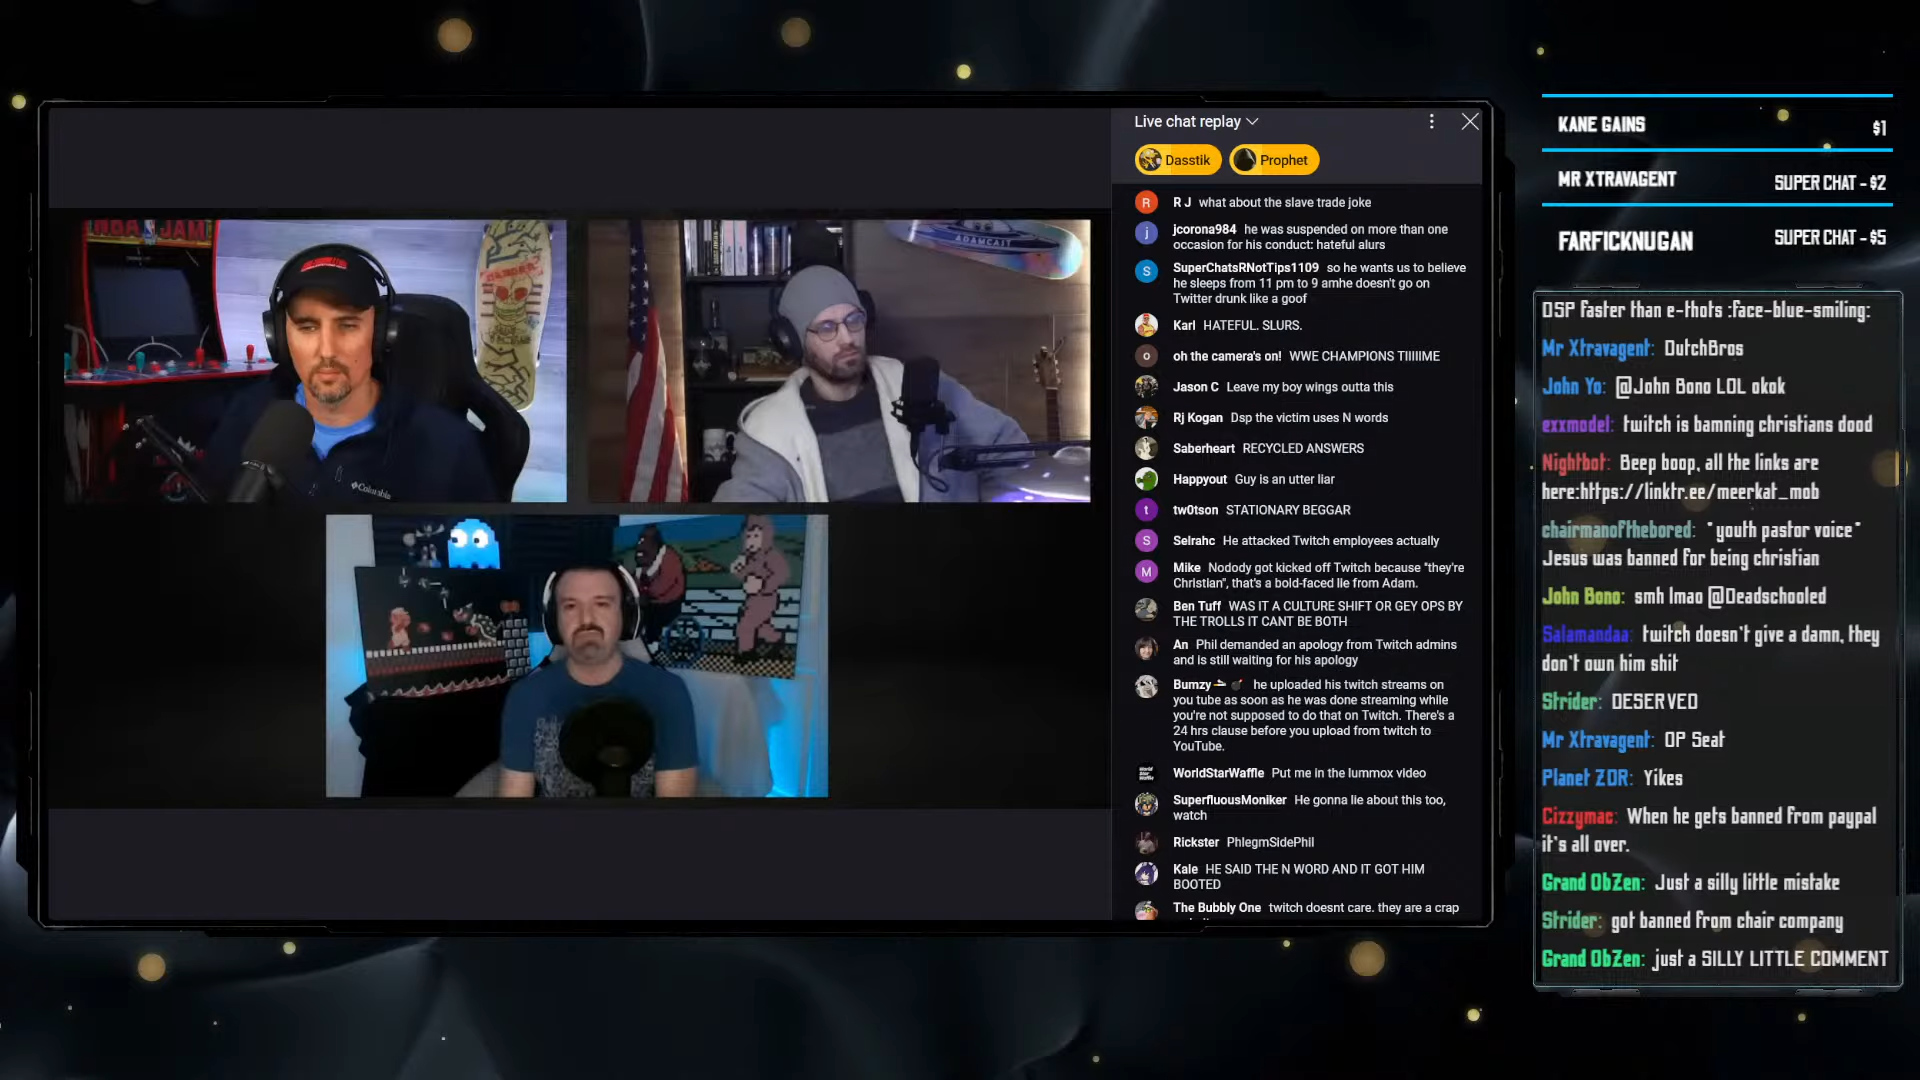 NBA JAM
ADAMCAIT
Columbia
Live chat replay
Dasstik
Prophet
R
R J what about the slave trade joke
j
jcorona984 he was suspended on more than one
occasion for his conduct: hateful alurs
S
SuperChatsRNotTips1109 so he wants us to believe
he sleeps from 11 pm to 9 amhe doesn't go on
Twitter drunk like a goof
Karl HATEFUL. SLURS.
o
oh the camera's on! WWE CHAMPIONS TIIIIIME
Jason C Leave my boy wings outta this
Rj Kogan Dsp the victim uses N words
Saberheart RECYCLED ANSWERS
Happyout Guy is an utter liar
t
tw0tson STATIONARY BEGGAR
S
Selrahc He attacked Twitch employees actually
M
Mike Nodody got kicked off Twitch because "they're
Christian", that's a bold-faced lie from Adam.
Ben Tuff WAS IT A CULTURE SHIFT OR GEY OPS BY
THE TROLLS IT CANT BE BOTH
An Phil demanded an apology from Twitch admins
and is still waiting for his apology
Bumzy he uploaded his twitch streams on
you tube as soon as he was done streaming while
you're not supposed to do that on Twitch. There's a
24 hrs clause before you upload from twitch to
YouTube.
WorldStarWaffle Put me in the lummox video
SuperfluousMoniker He gonna lie about this too,
watch
Rickster PhlegmSidePhil
Kale HE SAID THE N WORD AND IT GOT HIM
BOOTED
The Bubbly One twitch doesnt care. they are a crap
KANE GAINS $1
MR XTRAVAGENT SUPER CHAT - $2
FARFICKNUGAN SUPER CHAT - $5
DSP faster than e-thots :face-blue-smiling:
Mr Xtravagent: DutchBros
John Yo: @John Bono LOL okok
exxmodel: twitch is bamning christians dood
Nightbot: Beep boop, all the links are
here:https://linktr.ee/meerkat_mob
chairmanofthebored: *youth pastor voice*
Jesus was banned for being christian
John Bono: smh lmao @Deadschooled
Salamandaa: twitch doesn't give a damn, they
don't own him shit
Strider: DESERVED
Mr Xtravagent: OP Seat
Planet ZOR: Yikes
Cizzymac: When he gets banned from paypal
it's all over.
Grand ObZen: Just a silly little mistake
Strider: got banned from chair company
Grand ObZen: just a SILLY LITTLE COMMENT